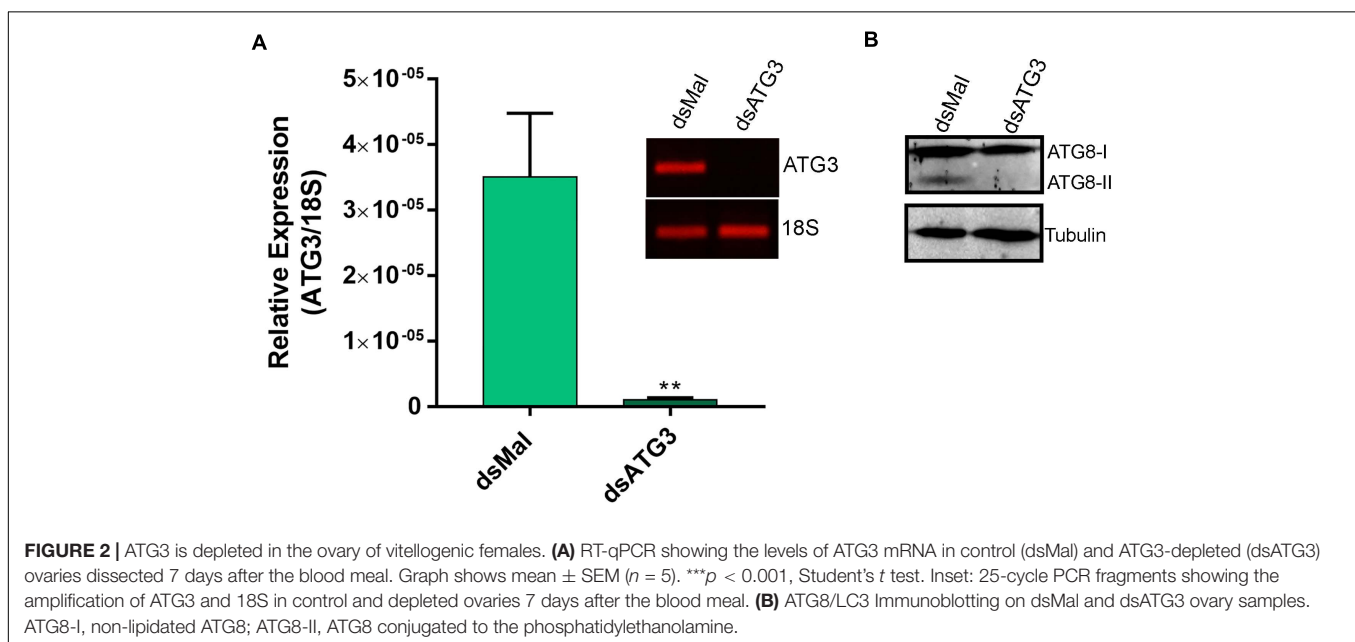 A
B
Relative Expression
(ATG3/18S)
5×10⁻⁰⁵
4×10⁻⁰⁵
3×10⁻⁰⁵
2×10⁻⁰⁵
1×10⁻⁰⁵
0
**
dsMal
dsATG3
dsMal
dsATG3
ATG3
18S
dsMal
dsATG3
ATG8-I
ATG8-II
Tubulin
FIGURE 2 | ATG3 is depleted in the ovary of vitellogenic females. (A) RT-qPCR showing the levels of ATG3 mRNA in control (dsMal) and ATG3-depleted (dsATG3)
ovaries dissected 7 days after the blood meal. Graph shows mean ± SEM (n = 5). ***p < 0.001, Student's t test. Inset: 25-cycle PCR fragments showing the
amplification of ATG3 and 18S in control and depleted ovaries 7 days after the blood meal. (B) ATG8/LC3 Immunoblotting on dsMal and dsATG3 ovary samples.
ATG8-I, non-lipidated ATG8; ATG8-II, ATG8 conjugated to the phosphatidylethanolamine.